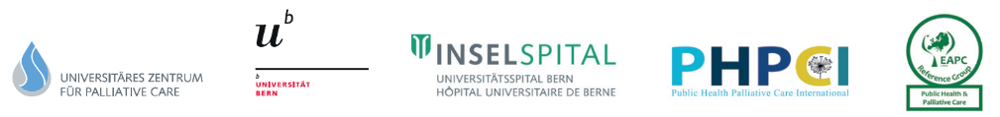 UNIVERSITÄRES ZENTRUM
FÜR PALLIATIVE CARE
u
b
b
UNIVERSITÄT
BERN
INSELSPITAL
UNIVERSITÄTSSPITAL BERN
HÔPITAL UNIVERSITAIRE DE BERNE
PHPCI
Public Health Palliative Care International
EAPC
Reference Group
Public Health &
Palliative Care